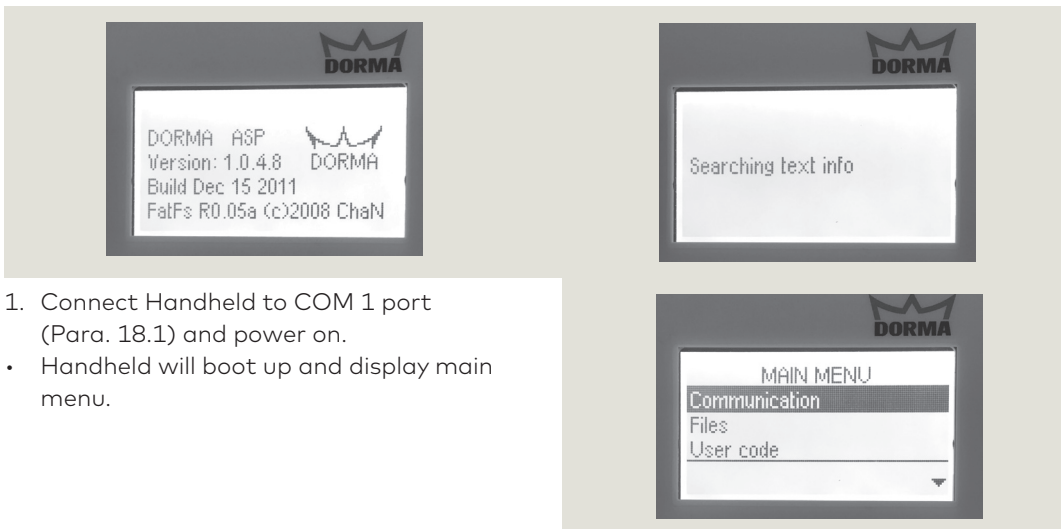 DORMA
DORMA ASP
Version: 1.0.4.8 DORMA
Build Dec 15 2011
FatFs R0.05a (c)2008 ChaN
DORMA
Searching text info
1. Connect Handheld to COM 1 port
(Para. 18.1) and power on.
• Handheld will boot up and display main
menu.
DORMA
MAIN MENU
Communication
Files
User code